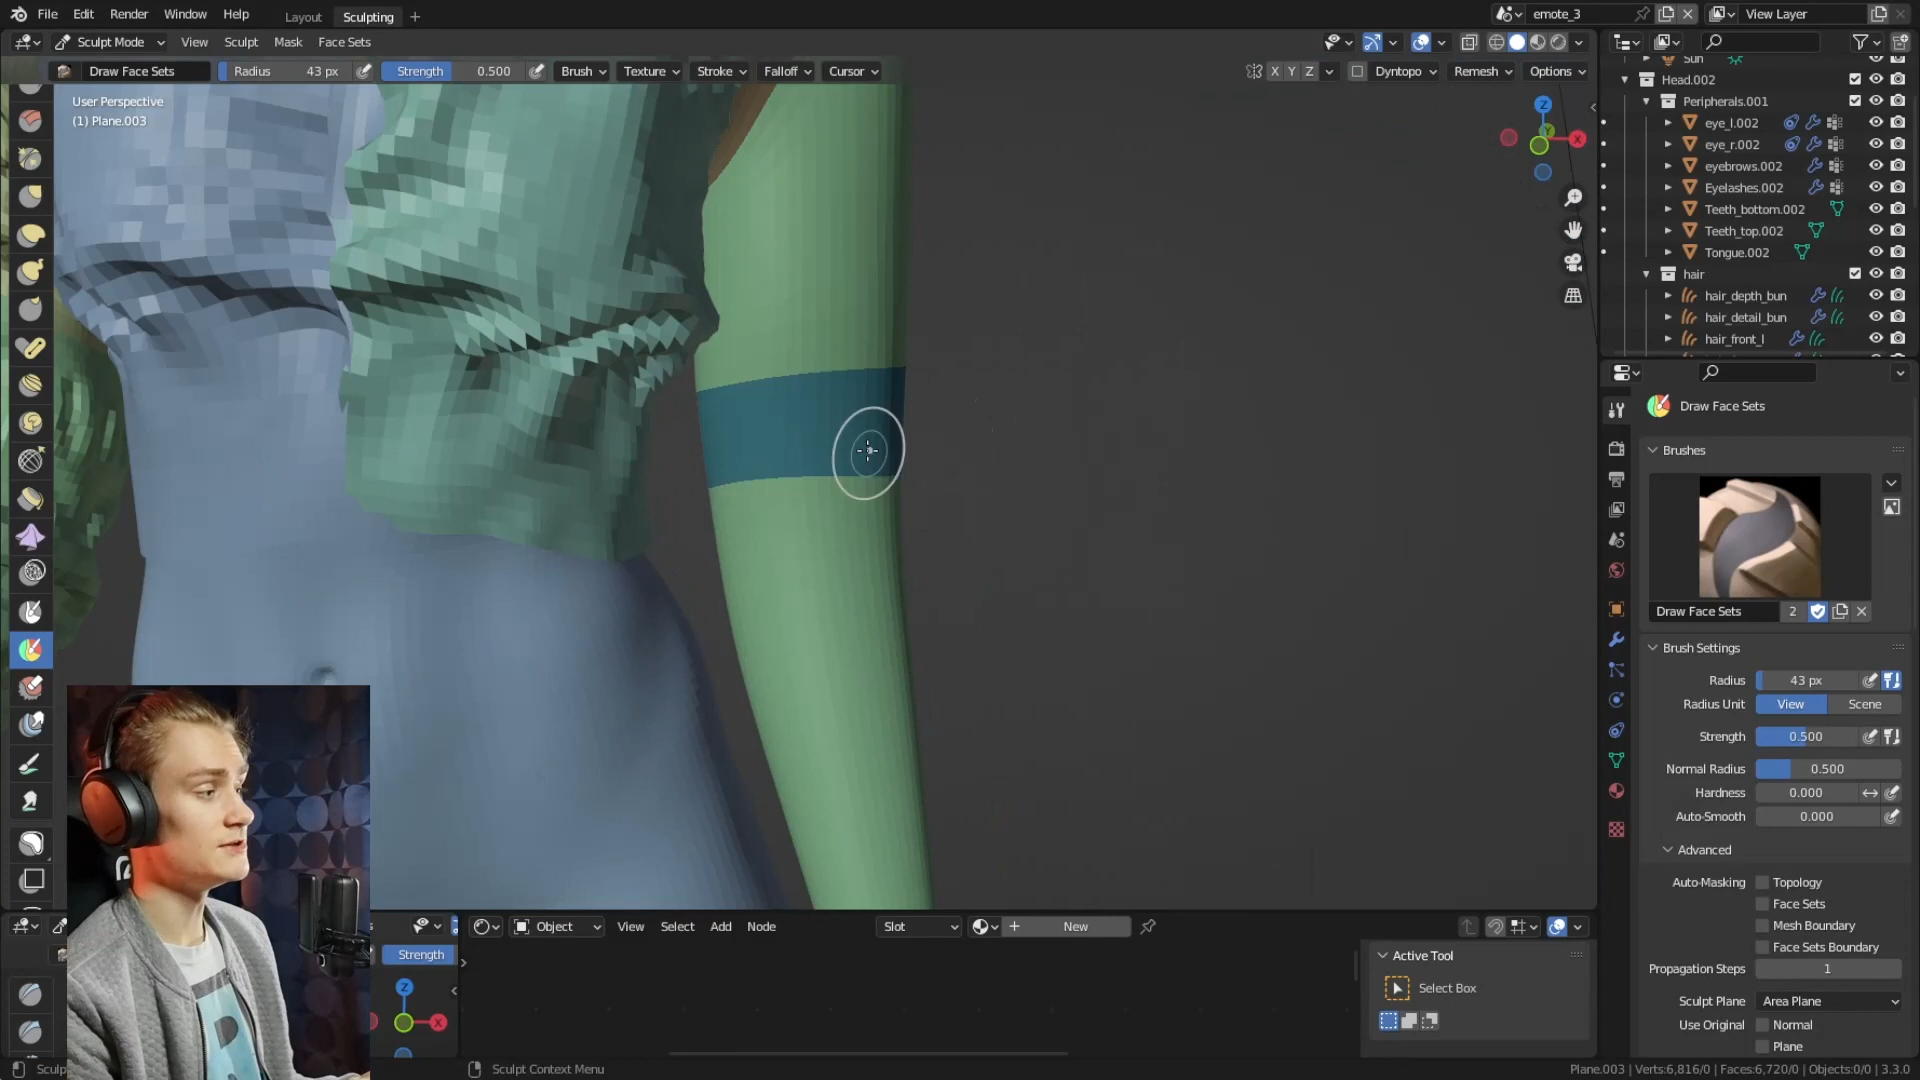 File Edit Render Window Help Layout Sculpting + emote_3 View Layer
Sculpt Mode View Sculpt Mask Face Sets
Draw Face Sets Radius 43 px Strength 0.500 Brush Texture Stroke Falloff Cursor X Y Z Dyntopo Remesh Options
User Perspective
(1) Plane.003
Z
Y
X
Sun
Head.002
Peripherals.001
eye_l.002
eye_r.002
eyebrows.002
Eyelashes.002
Teeth_bottom.002
Teeth_top.002
Tongue.002
hair
hair_depth_bun
hair_detail_bun
hair_front_l
Draw Face Sets
Brushes
Draw Face Sets 2
Brush Settings
Radius 43 px
Radius Unit View Scene
Strength 0.500
Normal Radius 0.500
Hardness 0.000
Auto-Smooth 0.000
Advanced
Auto-Masking Topology
Face Sets
Mesh Boundary
Face Sets Boundary
Propagation Steps 1
Sculpt Plane Area Plane
Use Original Normal
Plane
Object View Select Add Node Slot New
Strength
Z
X
Active Tool
Select Box
Sculp Sculpt Context Menu Plane.003 | Verts:6,816/0 | Faces:6,720/0 | Objects:0/0 | 3.3.0